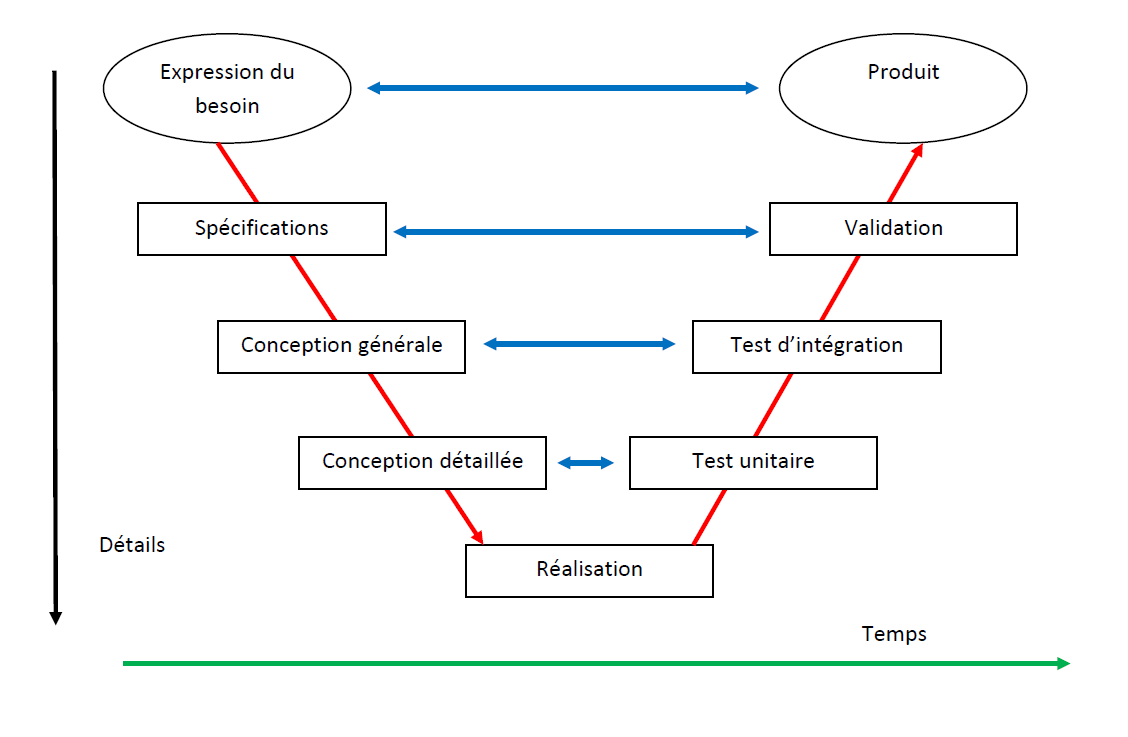 Expression du
besoin
Produit
Spécifications
Validation
Conception générale
Test d’intégration
Conception détaillée
Test unitaire
Détails
Réalisation
Temps